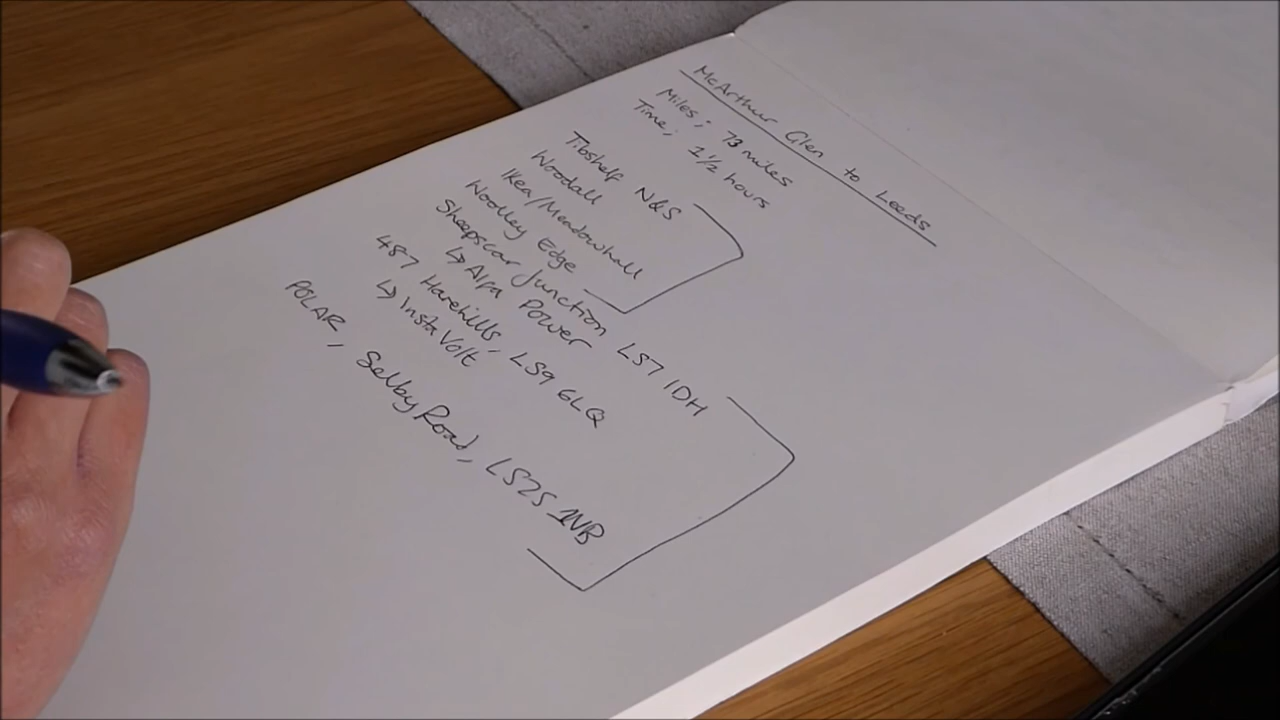 McArthur Glen to Leeds
Miles; 73 miles
Time; 1½ hours
Tibshelf N&S
Woodall
Ikea/Meadowhall
Woolley Edge
Sheepscar Junction LS7 1DH
↳ Alfa Power
487 Harehills, LS9 6LQ
↳ InstaVolt
POLAR, Selby Road, LS25 1NB